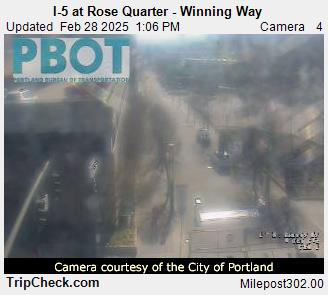 I-5 at Rose Quarter - Winning Way
Updated Feb 28 2025 1:06 PM Camera 4
PBOT
PORTLAND BUREAU OF TRANSPORTATION
Camera courtesy of the City of Portland
TripCheck.com Milepost302.00